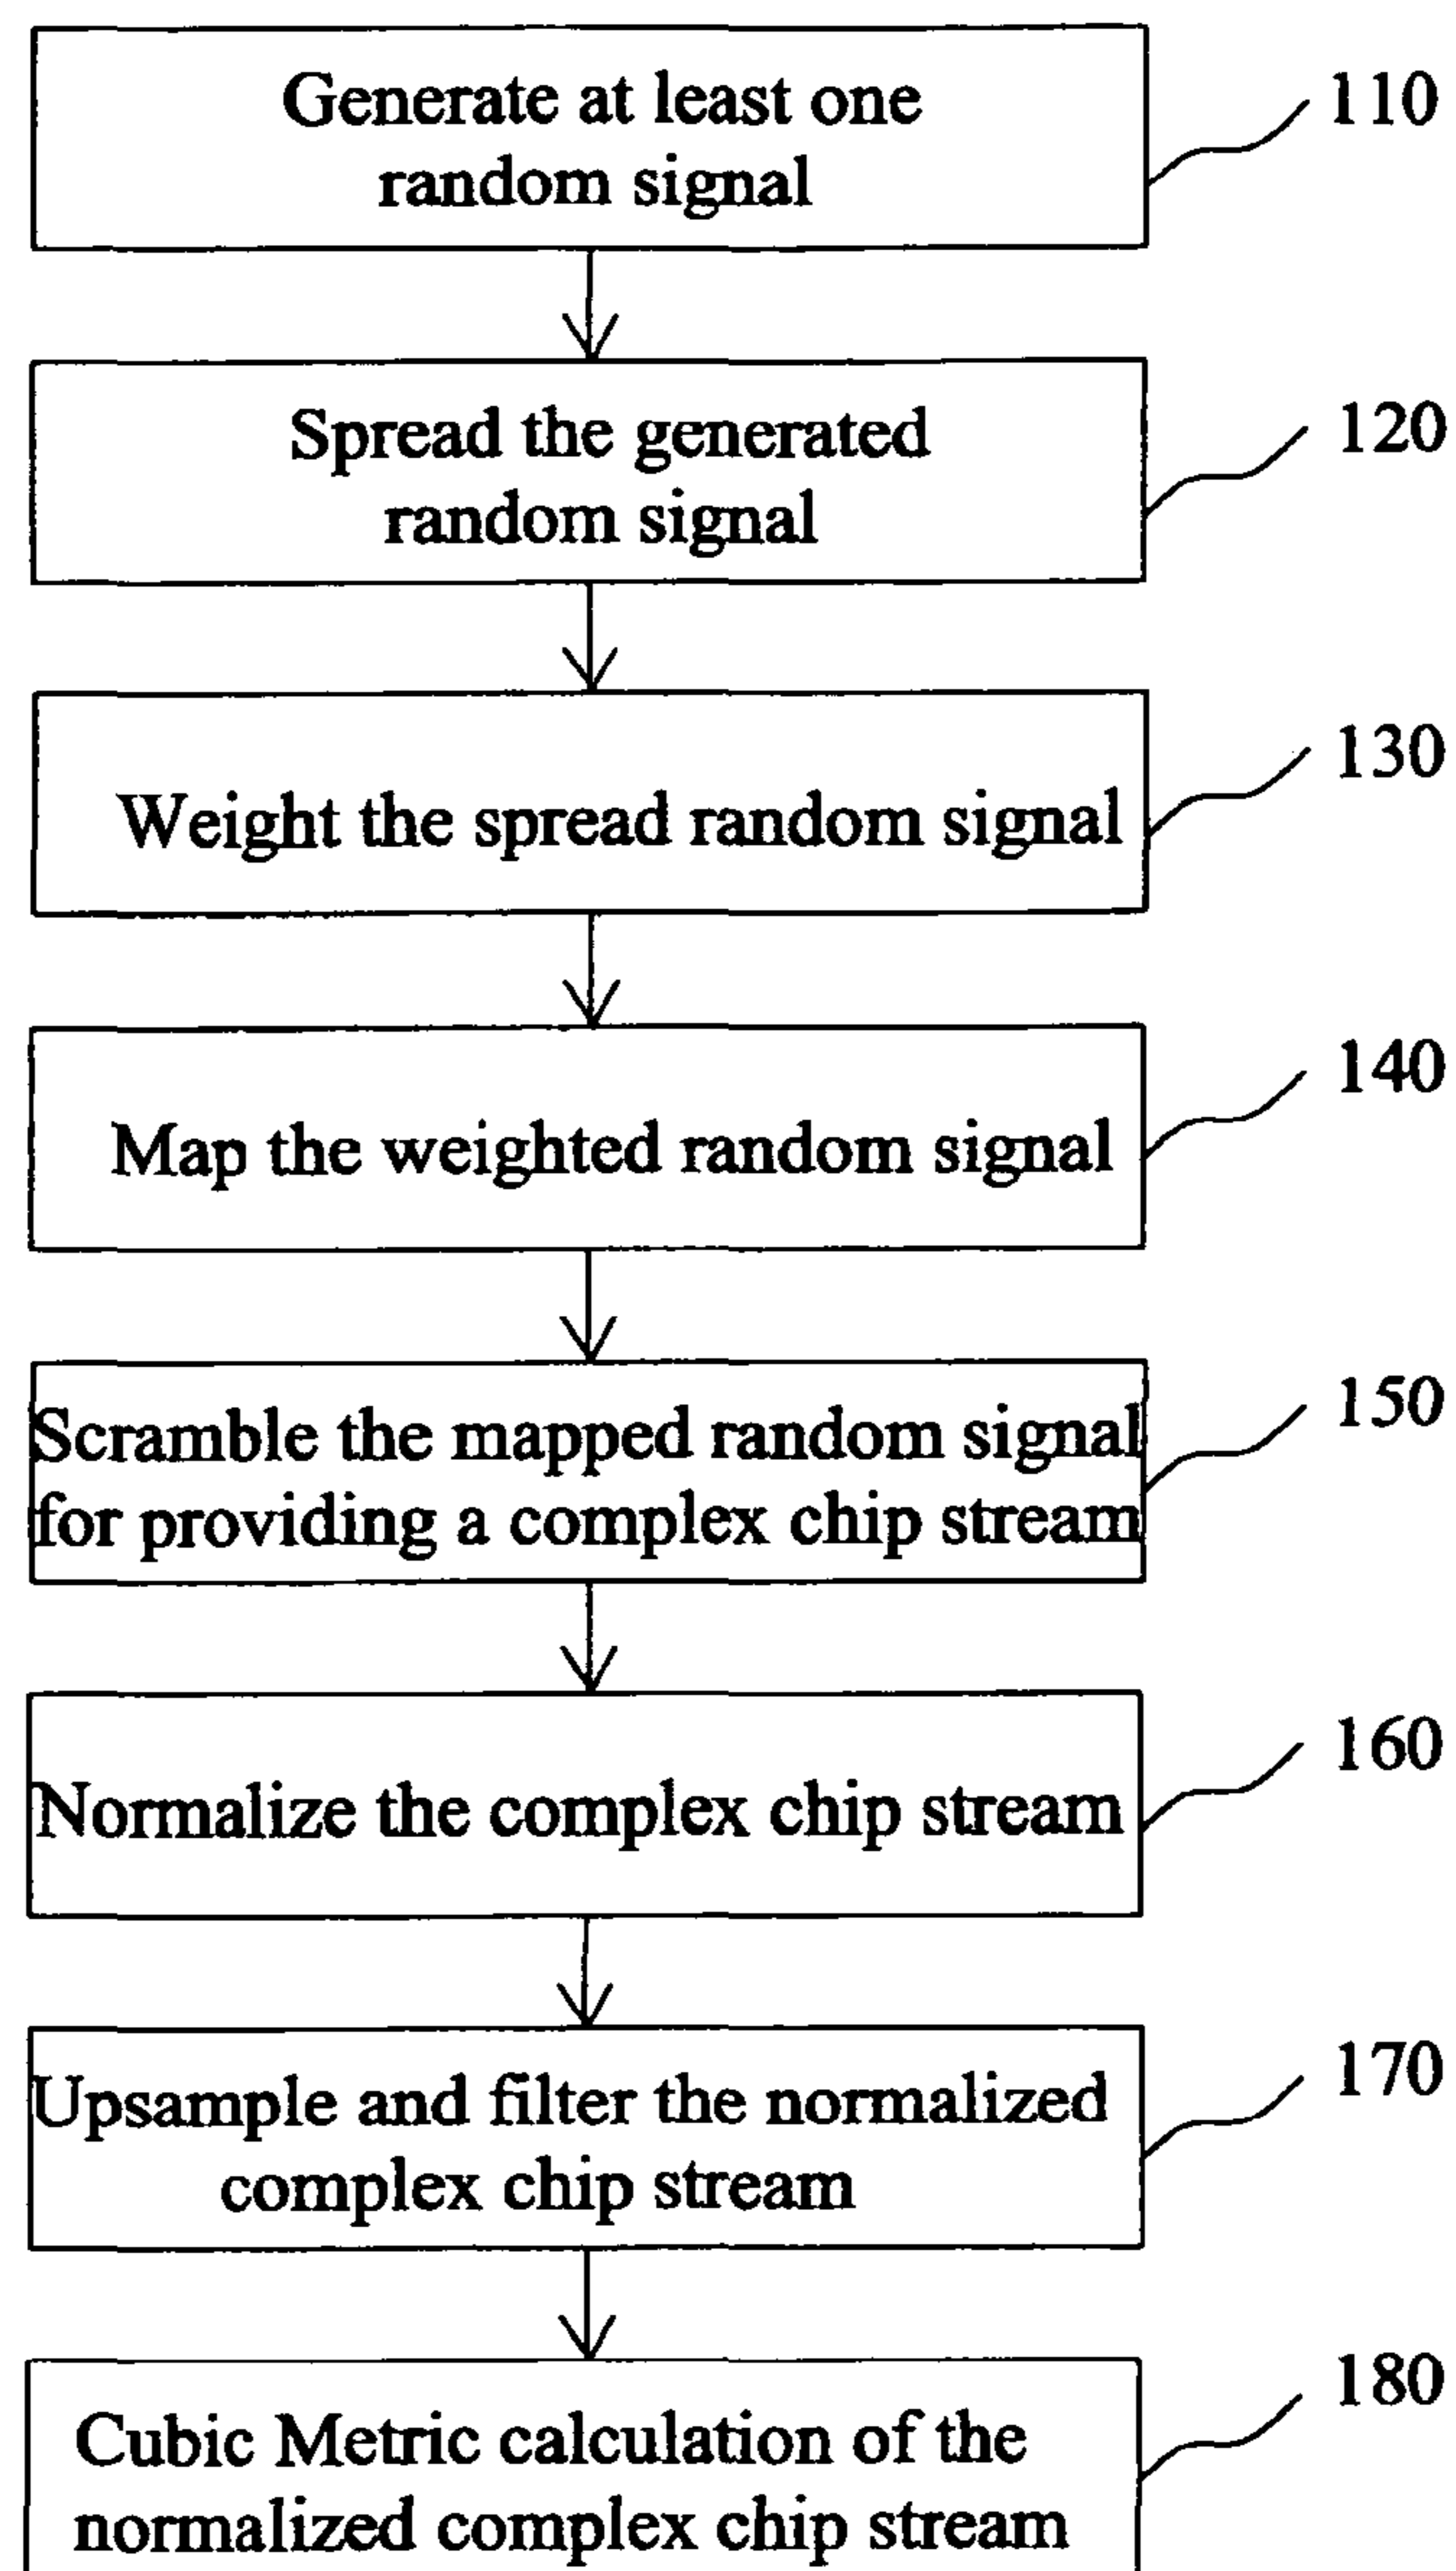 Generate at least one
random signal
110
Spread the generated
random signal
120
Weight the spread random signal
130
Map the weighted random signal
140
Scramble the mapped random signal
for providing a complex chip stream
150
Normalize the complex chip stream
160
Upsample and filter the normalized
complex chip stream
170
Cubic Metric calculation of the
normalized complex chip stream
180